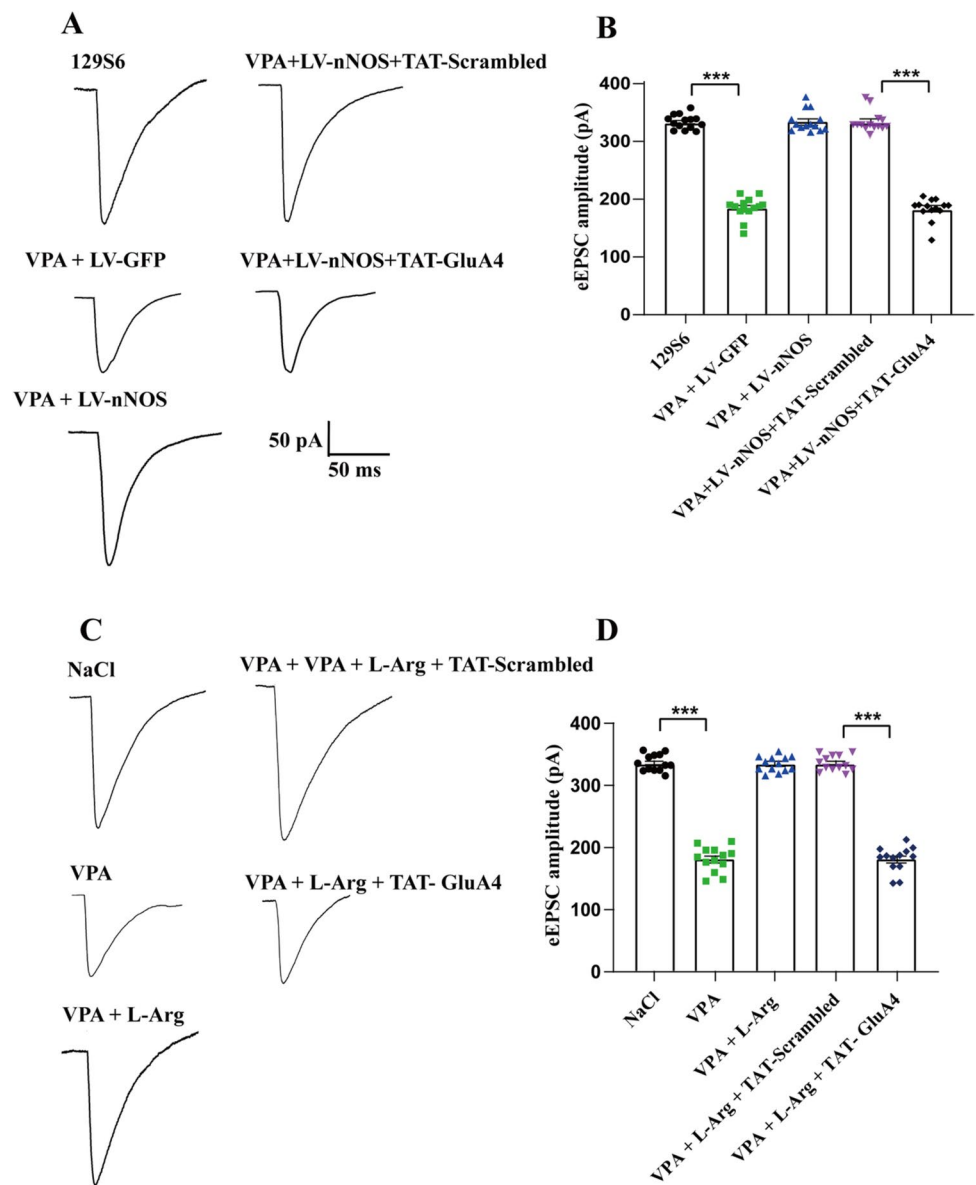 A
129S6
VPA+LV-nNOS+TAT-Scrambled
VPA + LV-GFP
VPA+LV-nNOS+TAT-GluA4
VPA + LV-nNOS
50 pA
50 ms
B
eEPSC amplitude (pA)
400
300
200
100
0
***
***
129S6
VPA + LV-GFP
VPA + LV-nNOS
VPA+LV-nNOS+TAT-Scrambled
VPA+LV-nNOS+TAT-GluA4
C
NaCl
VPA + VPA + L-Arg + TAT-Scrambled
VPA
VPA + L-Arg + TAT- GluA4
VPA + L-Arg
D
eEPSC amplitude (pA)
400
300
200
100
0
***
***
NaCl
VPA
VPA + L-Arg
VPA + L-Arg + TAT-Scrambled
VPA + L-Arg + TAT- GluA4